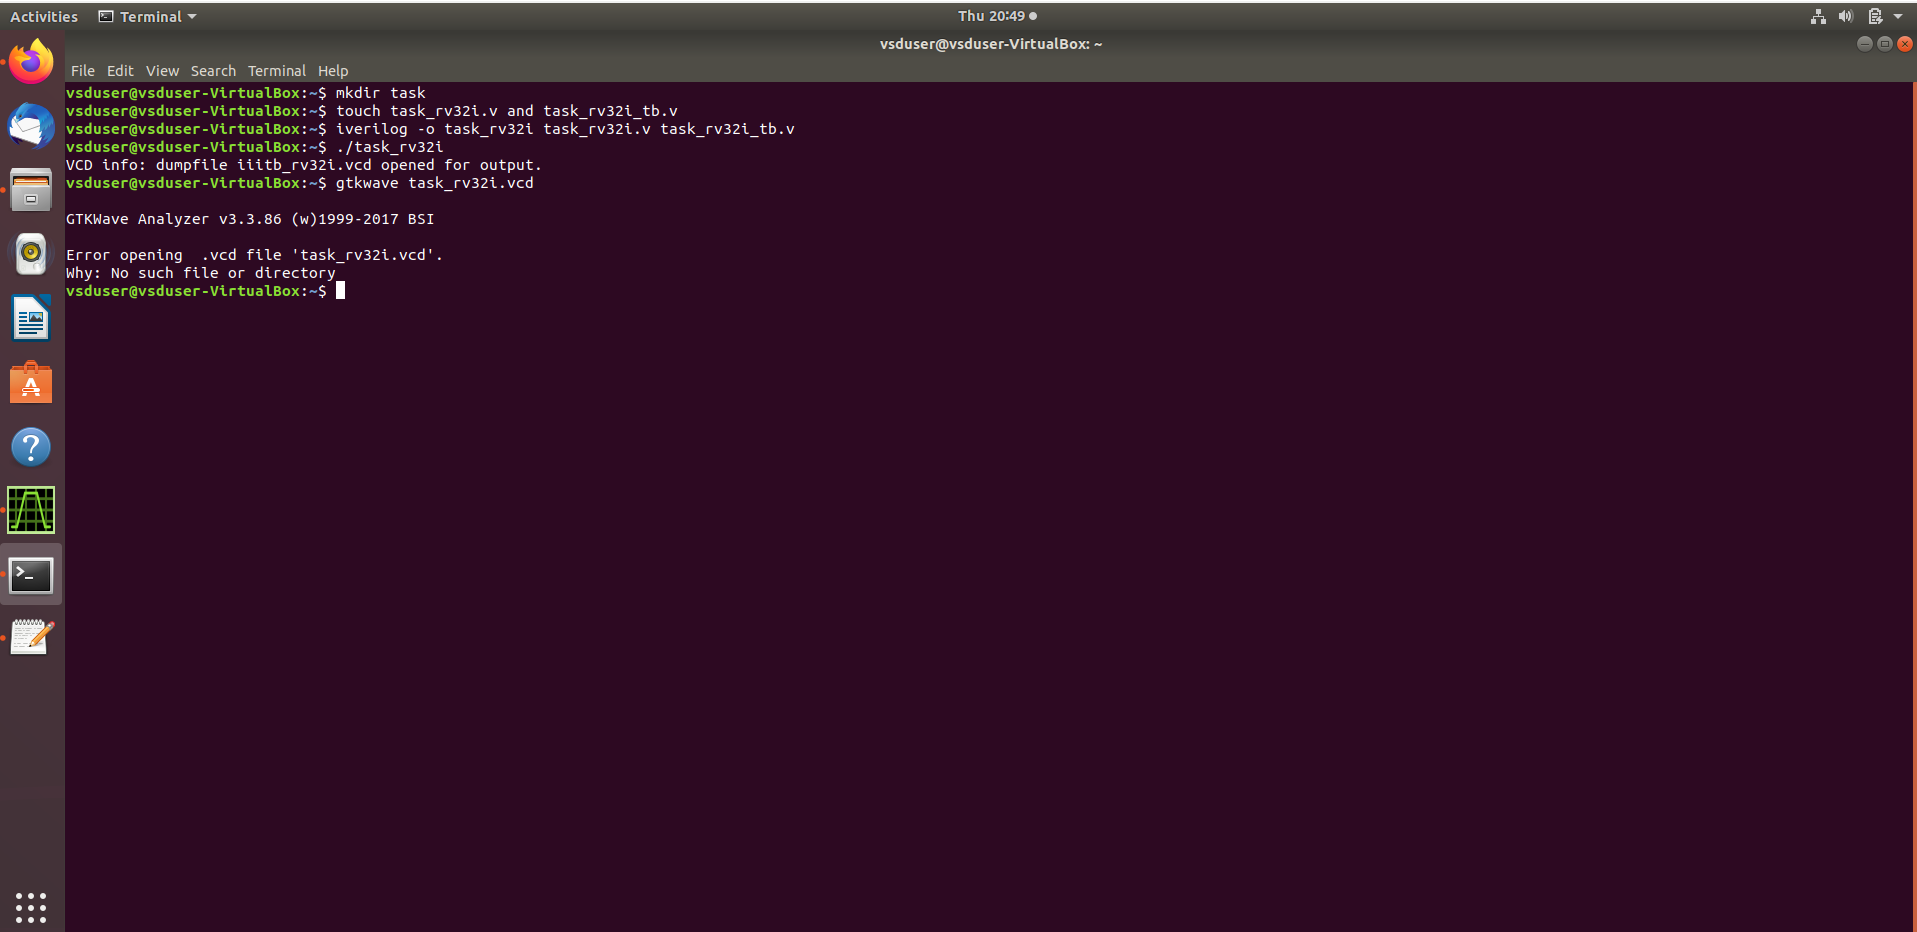 Activities Terminal Thu 20:49
vsduser@vsduser-VirtualBox: ~
File Edit View Search Terminal Help
vsduser@vsduser-VirtualBox:~$ mkdir task
vsduser@vsduser-VirtualBox:~$ touch task_rv32i.v and task_rv32i_tb.v
vsduser@vsduser-VirtualBox:~$ iverilog -o task_rv32i task_rv32i.v task_rv32i_tb.v
vsduser@vsduser-VirtualBox:~$ ./task_rv32i
VCD info: dumpfile iiitb_rv32i.vcd opened for output.
vsduser@vsduser-VirtualBox:~$ gtkwave task_rv32i.vcd
GTKWave Analyzer v3.3.86 (w)1999-2017 BSI
Error opening  .vcd file 'task_rv32i.vcd'.
Why: No such file or directory
vsduser@vsduser-VirtualBox:~$